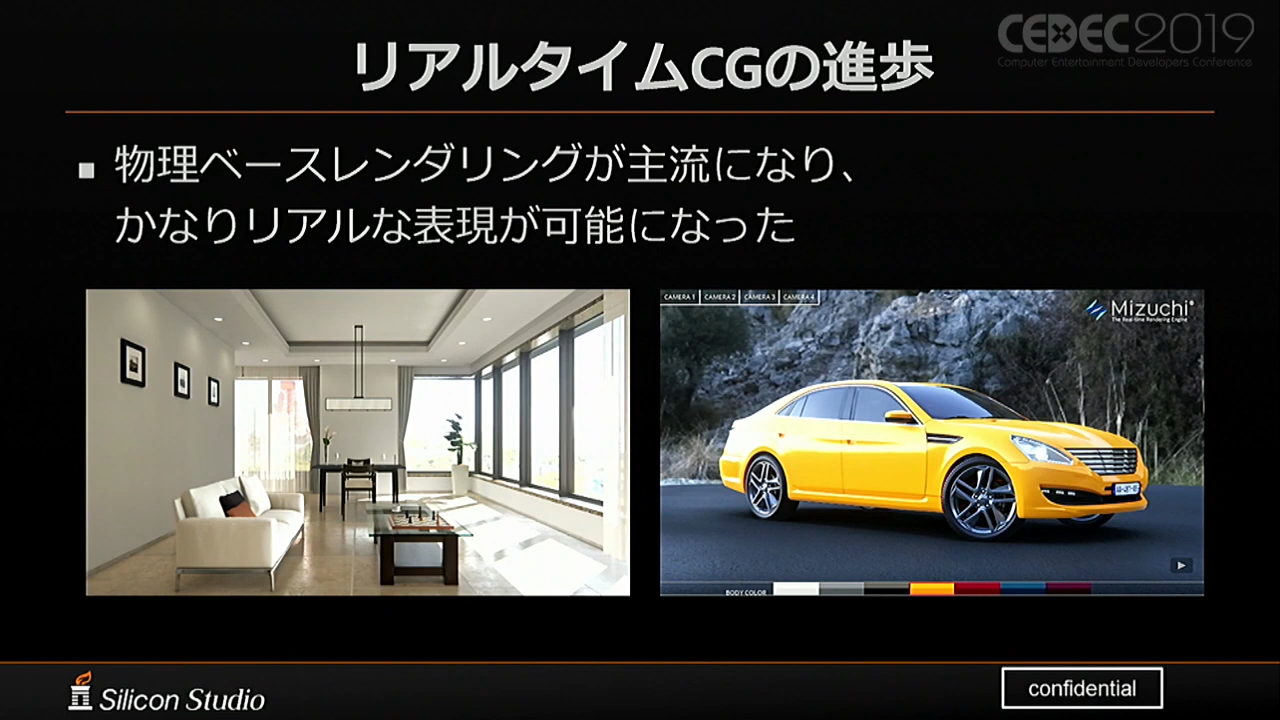 CEDEC2019
Computer Entertainment Developers Conference
リアルタイムCGの進歩
■ 物理ベースレンダリングが主流になり、
かなりリアルな表現が可能になった
CAMERA 1 CAMERA 2 CAMERA 3 CAMERA 4
Mizuchi
The Real-time Rendering Engine
BODY COLOR
Silicon Studio
confidential